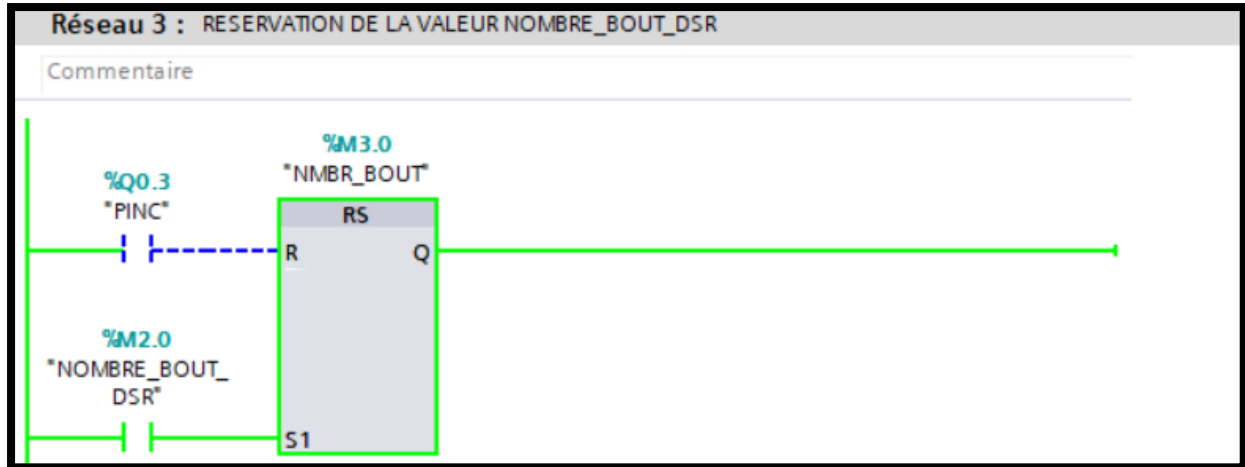 Réseau 3 : RESERVATION DE LA VALEUR NOMBRE_BOUT_DSR
Commentaire
%M3.0
"NMBR_BOUT"
%Q0.3
"PINC"
RS
R Q
%M2.0
"NOMBRE_BOUT_
DSR"
S1